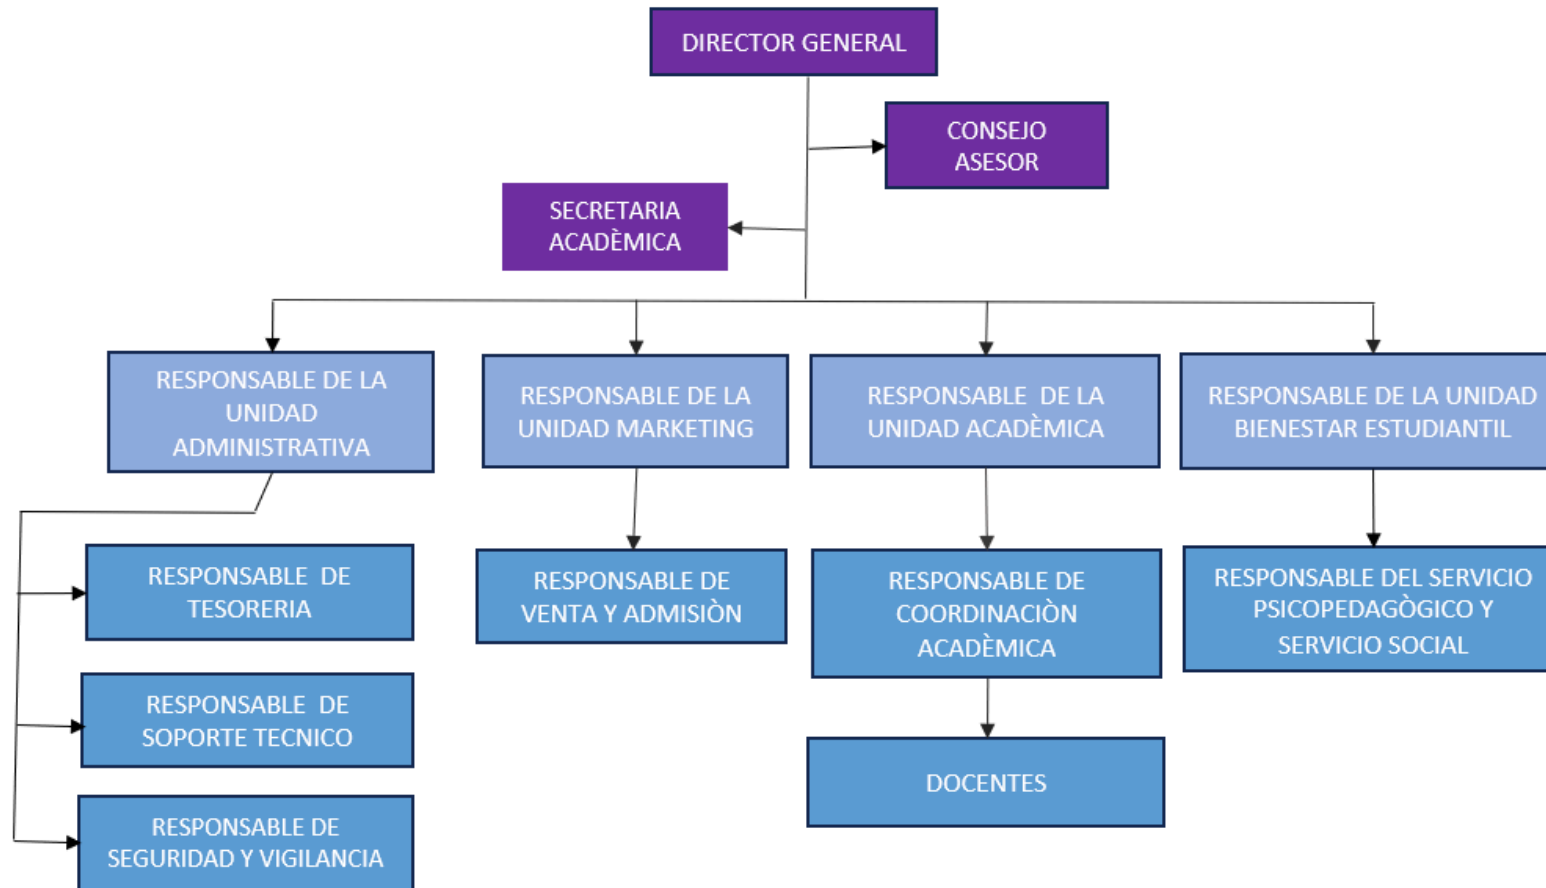 DIRECTOR GENERAL
CONSEJO
ASESOR
SECRETARIA
ACADÈMICA
RESPONSABLE DE LA
UNIDAD
ADMINISTRATIVA
RESPONSABLE DE LA
UNIDAD MARKETING
RESPONSABLE DE LA
UNIDAD ACADÈMICA
RESPONSABLE DE LA UNIDAD
BIENESTAR ESTUDIANTIL
RESPONSABLE DE
TESORERIA
RESPONSABLE DE
VENTA Y ADMISIÒN
RESPONSABLE DE
COORDINACIÒN
ACADÈMICA
RESPONSABLE DEL SERVICIO
PSICOPEDAGÒGICO Y
SERVICIO SOCIAL
RESPONSABLE DE
SOPORTE TECNICO
DOCENTES
RESPONSABLE DE
SEGURIDAD Y VIGILANCIA